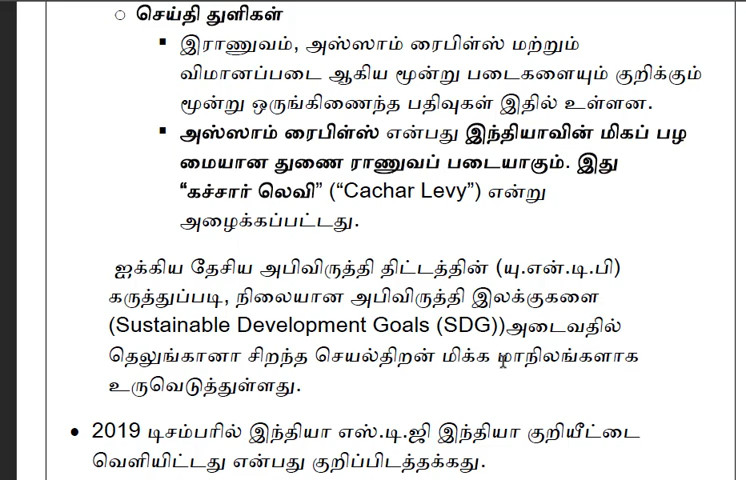 ○ செய்தி துளிகள்
▪ இராணுவம், அஸ்ஸாம் ரைபிள்ஸ் மற்றும்
விமானப்படை ஆகிய மூன்று படைகளையும் குறிக்கும்
மூன்று ஒருங்கிணைந்த பதிவுகள் இதில் உள்ளன.
▪ அஸ்ஸாம் ரைபிள்ஸ் என்பது இந்தியாவின் மிகப் பழ
மையான துணை ராணுவப் படையாகும். இது
“கச்சார் லெவி” (“Cachar Levy”) என்று
அழைக்கப்பட்டது.
ஐக்கிய தேசிய அபிவிருத்தி திட்டத்தின் (யு.என்.டி.பி)
கருத்துப்படி, நிலையான அபிவிருத்தி இலக்குகளை
(Sustainable Development Goals (SDG))அடைவதில்
தெலுங்கானா சிறந்த செயல்திறன் மிக்க மாநிலங்களாக
உருவெடுத்துள்ளது.
• 2019 டிசம்பரில் இந்தியா எஸ்.டி.ஜி இந்தியா குறியீட்டை
வெளியிட்டது என்பது குறிப்பிடத்தக்கது.